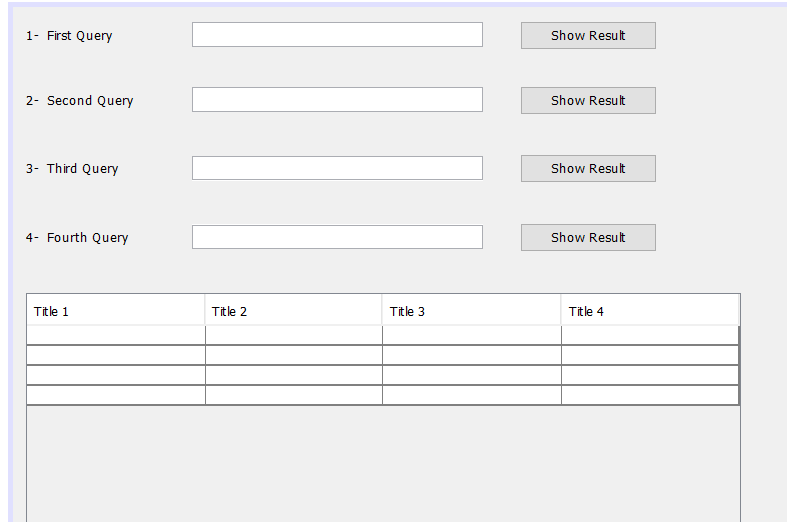 1- First Query Show Result
2- Second Query Show Result
3- Third Query Show Result
4- Fourth Query Show Result
Title 1 Title 2 Title 3 Title 4